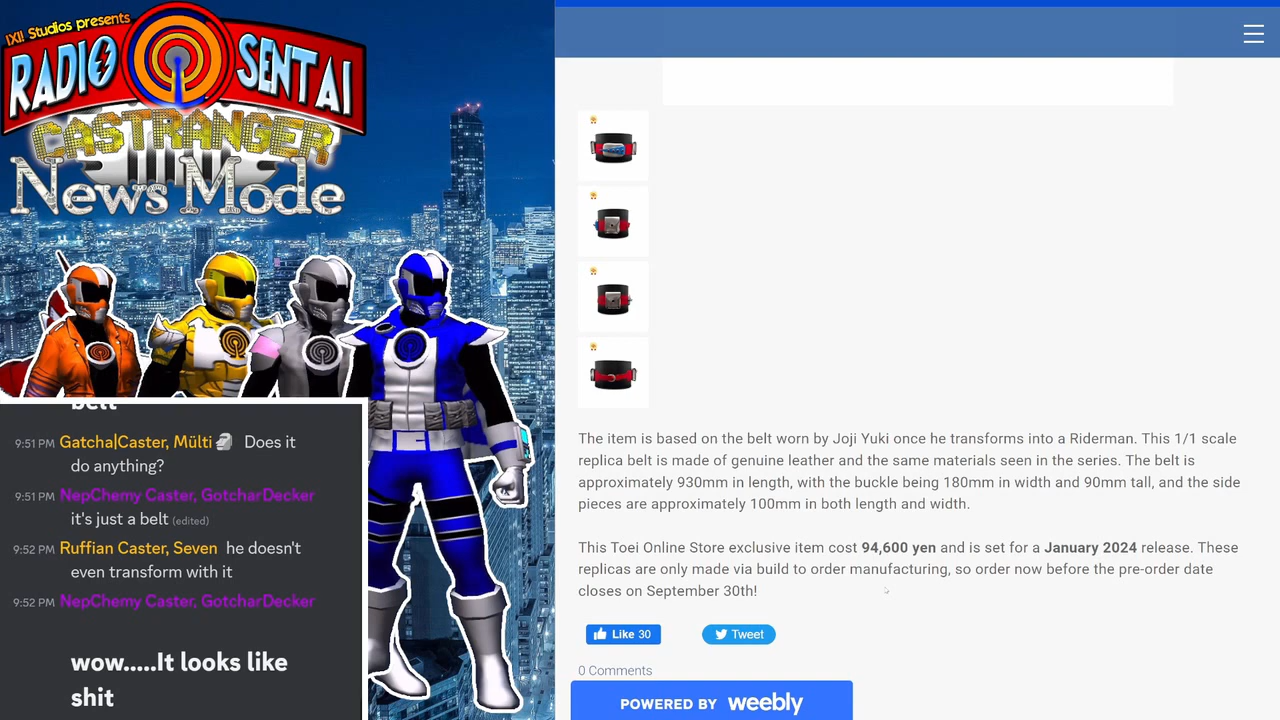 IXII Studios presents
RADIO SENTAI
CASTRANGER
News Mode
belt
9:51 PM Gatcha|Caster, Mülti Does it
do anything?
9:51 PM NepChemy Caster, GotcharDecker
it's just a belt (edited)
9:52 PM Ruffian Caster, Seven he doesn't
even transform with it
9:52 PM NepChemy Caster, GotcharDecker
wow.....It looks like
shit
The item is based on the belt worn by Joji Yuki once he transforms into a Riderman. This 1/1 scale
replica belt is made of genuine leather and the same materials seen in the series. The belt is
approximately 930mm in length, with the buckle being 180mm in width and 90mm tall, and the side
pieces are approximately 100mm in both length and width.
This Toei Online Store exclusive item cost 94,600 yen and is set for a January 2024 release. These
replicas are only made via build to order manufacturing, so order now before the pre-order date
closes on September 30th!
Like 30
Tweet
0 Comments
POWERED BY weebly